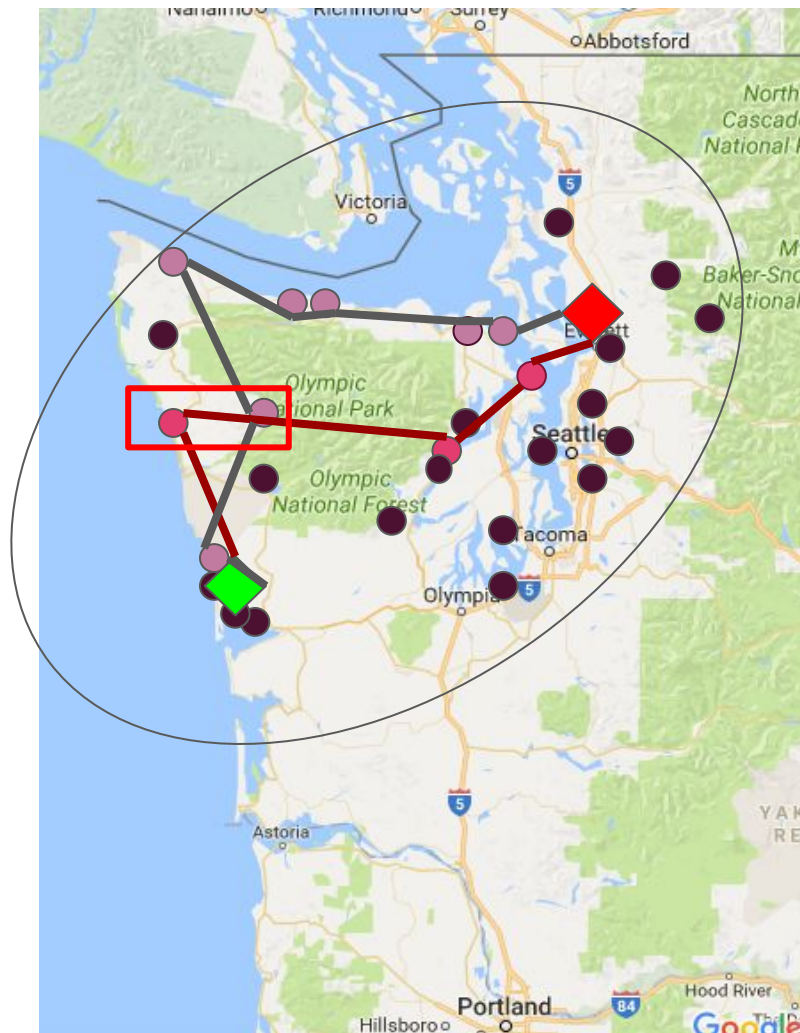 Nanaimo
Richmond
Surrey
Abbotsford
North
Cascade
National
5
Victoria
Baker-Sno
National
Olympic
National Park
Seattle
Olympic
National Forest
Tacoma
5
Olympia
5
YAK
RE
Astoria
Hood River
84
Portland
Hillsboro
Google